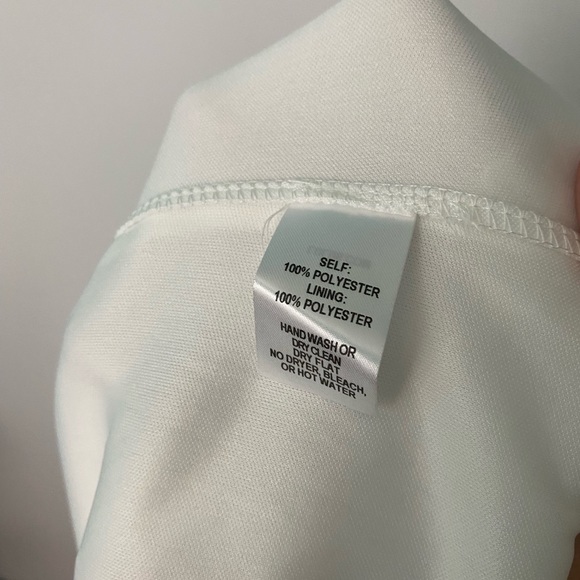 SELF:
100% POLYESTER
LINING:
100% POLYESTER
HAND WASH OR
DRY CLEAN
DRY FLAT
NO DRYER, BLEACH,
OR HOT WATER